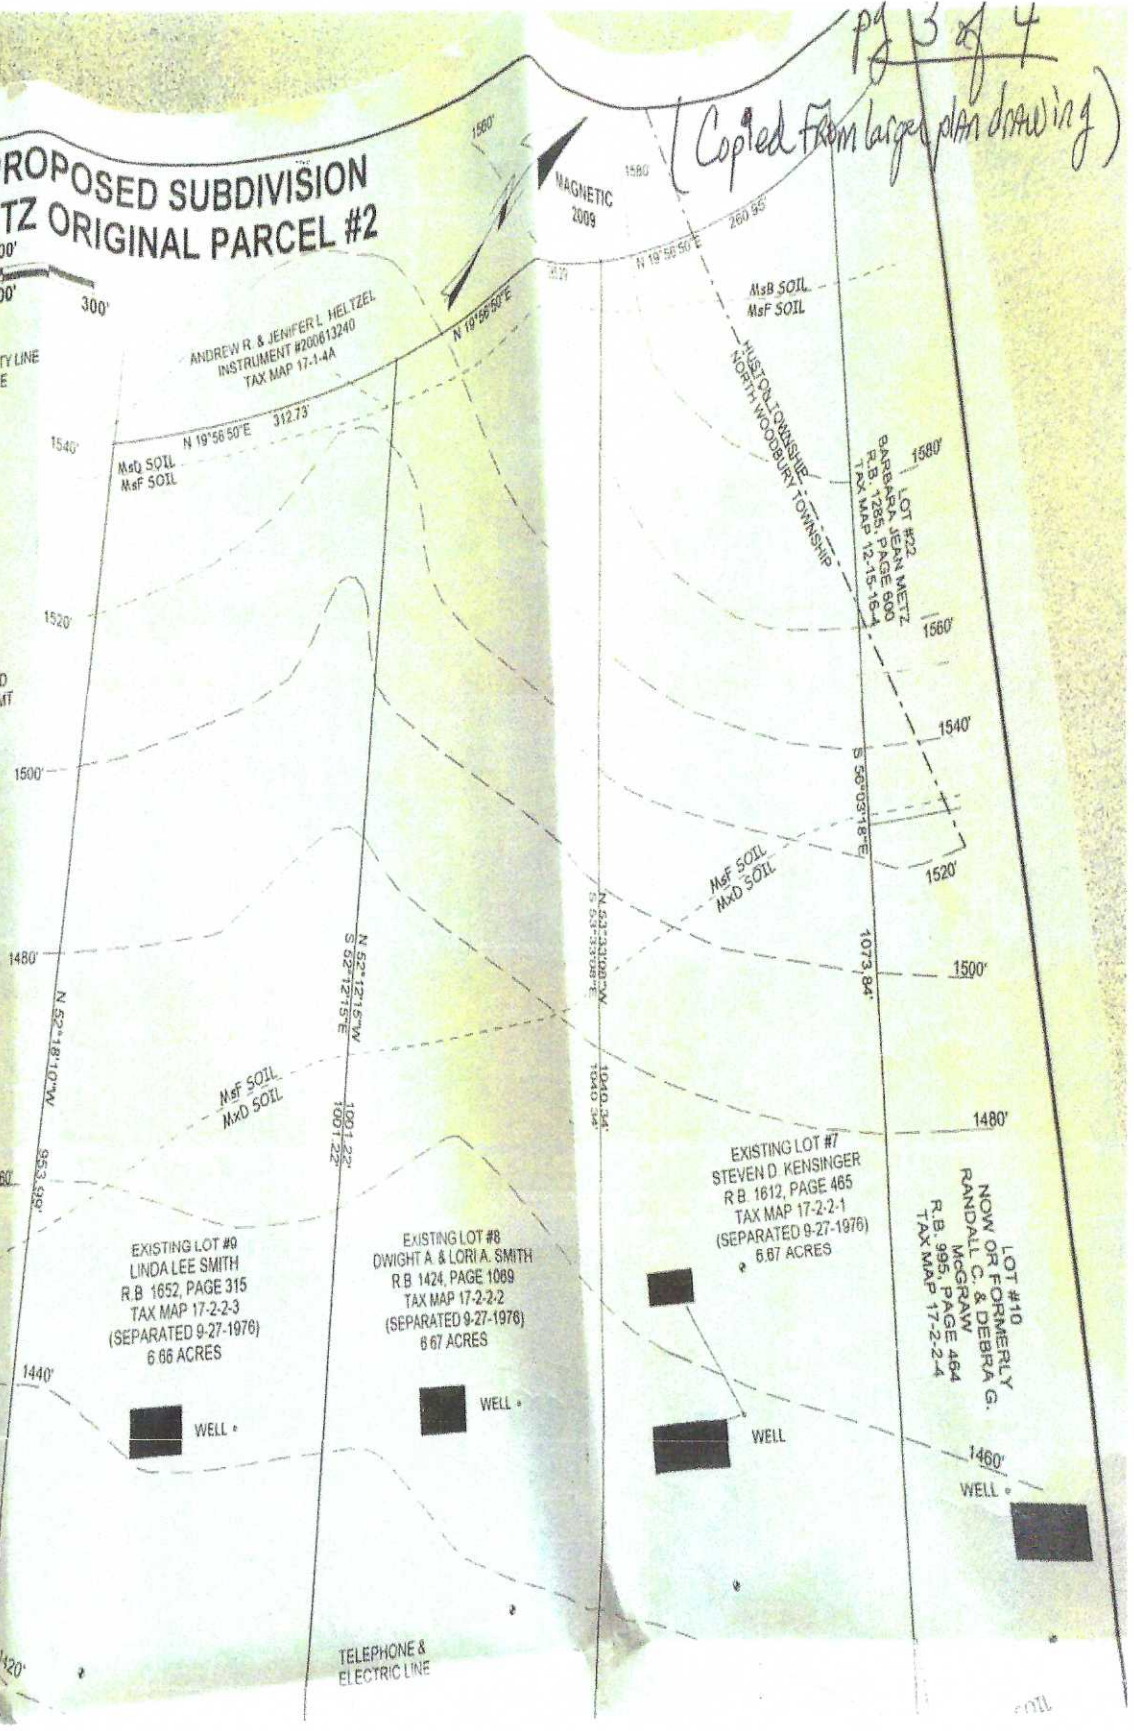 pg 3 of 4
(Copied From larger plan drawing)
ROPOSED SUBDIVISION
TZ ORIGINAL PARCEL #2
00'
00'
300'
TY LINE
E
1560'
MAGNETIC
2009
1580'
N 19°56'50"E 260.95'
N 19°56'50"E
ANDREW R. & JENIFER L. HELTZEL
INSTRUMENT #200613240
TAX MAP 17-1-4A
N 19°56'50"E 312.73'
MsB SOIL
MsF SOIL
HUSTON TOWNSHIP
NORTH WOODBURY TOWNSHIP
1540'
MsD SOIL
MsF SOIL
LOT #22
BARBARA JEAN METZ
R.B. 1285, PAGE 600
TAX MAP 12-15-16-4
1580'
1520'
1560'
D
MT
1540'
1500'
S 56°03'18"E
1073.84'
MsF SOIL
MxD SOIL
1520'
1480'
1500'
N 52°18'10"W
953.99'
N 52°12'15"W
S 52°12'15"E
1001.22'
1001.22'
N 53°33'08"W
S 53°33'08"E
1040.34'
1040.34'
MsF SOIL
MxD SOIL
1480'
60'
EXISTING LOT #7
STEVEN D. KENSINGER
R.B. 1612, PAGE 465
TAX MAP 17-2-2-1
(SEPARATED 9-27-1976)
6.67 ACRES
LOT #10
NOW OR FORMERLY
RANDALL C. & DEBRA G.
McGRAW
R.B. 995, PAGE 464
TAX MAP 17-2-2-4
EXISTING LOT #9
LINDA LEE SMITH
R.B 1652, PAGE 315
TAX MAP 17-2-2-3
(SEPARATED 9-27-1976)
6.66 ACRES
EXISTING LOT #8
DWIGHT A. & LORI A. SMITH
R.B 1424, PAGE 1069
TAX MAP 17-2-2-2
(SEPARATED 9-27-1976)
6.67 ACRES
1440'
WELL
WELL
WELL
1460'
WELL
TELEPHONE &
ELECTRIC LINE
1420'
SOIL